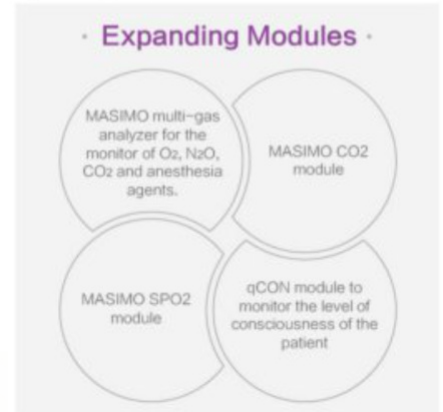 Expanding Modules
MASIMO multi-gas
analyzer for the
monitor of O2, N2O,
CO2 and anesthesia
agents.
MASIMO CO2
module
MASIMO SPO2
module
qCON module to
monitor the level of
consciousness of the
patient